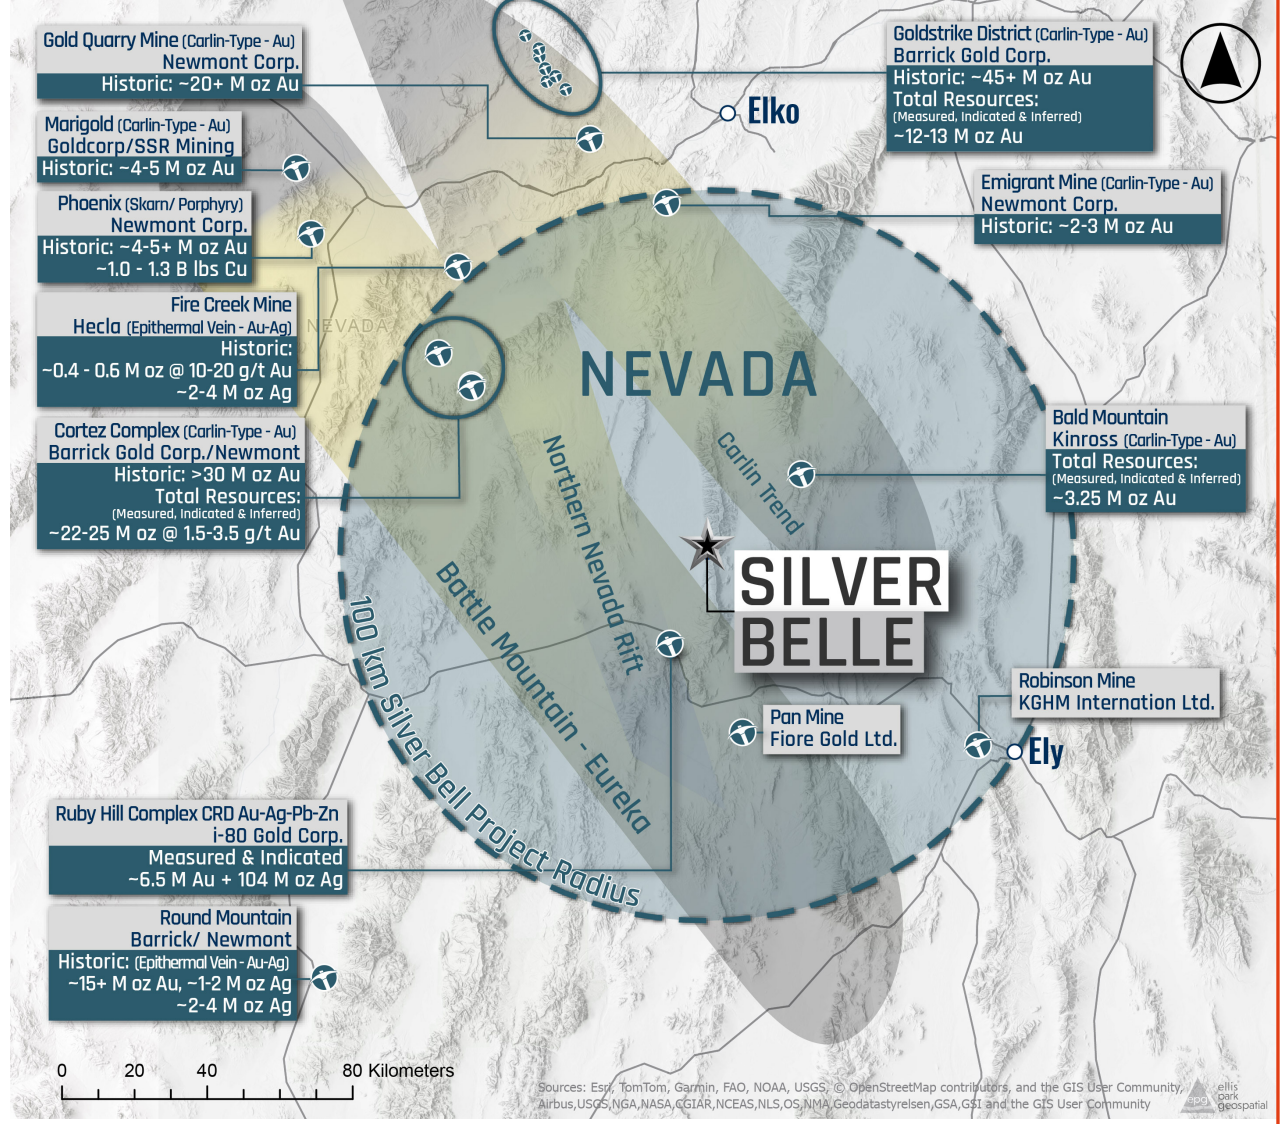 Gold Quarry Mine (Carlin-Type - Au)
Newmont Corp.
Historic: ~20+ M oz Au
Marigold (Carlin-Type - Au)
Goldcorp/SSR Mining
Historic: ~4-5 M oz Au
Phoenix (Skarn/ Porphyry)
Newmont Corp.
Historic: ~4-5+ M oz Au
~1.0 - 1.3 B lbs Cu
Fire Creek Mine
Hecla (Epithermal Vein - Au-Ag)
Historic:
~0.4 - 0.6 M oz @ 10-20 g/t Au
~2-4 M oz Ag
Cortez Complex (Carlin-Type - Au)
Barrick Gold Corp./Newmont
Historic: >30 M oz Au
Total Resources:
(Measured, Indicated & Inferred)
~22-25 M oz @ 1.5-3.5 g/t Au
Goldstrike District (Carlin-Type - Au)
Barrick Gold Corp.
Historic: ~45+ M oz Au
Total Resources:
(Measured, Indicated & Inferred)
~12-13 M oz Au
Elko
Emigrant Mine (Carlin-Type - Au)
Newmont Corp.
Historic: ~2-3 M oz Au
NEVADA
NEVADA
Bald Mountain
Kinross (Carlin-Type - Au)
Total Resources:
(Measured, Indicated & Inferred)
~3.25 M oz Au
Carlin Trend
Northern Nevada Rift
Battle Mountain - Eureka
100 km Silver Bell Project Radius
SILVER
BELLE
Robinson Mine
KGHM Internation Ltd.
Ely
Pan Mine
Fiore Gold Ltd.
Ruby Hill Complex CRD Au-Ag-Pb-Zn
i-80 Gold Corp.
Measured & Indicated
~6.5 M Au + 104 M oz Ag
Round Mountain
Barrick/ Newmont
Historic: (Epithermal Vein - Au-Ag)
~15+ M oz Au, ~1-2 M oz Ag
~2-4 M oz Ag
0 20 40 80 Kilometers
Sources: Esri, TomTom, Garmin, FAO, NOAA, USGS, © OpenStreetMap contributors, and the GIS User Community,
Airbus,USGS,NGA,NASA,CGIAR,NCEAS,NLS,OS,NMA,Geodatastyrelsen,GSA,GSI and the GIS User Community
epg
ellis
park
geospatial